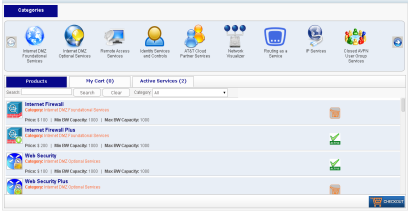 Categories
Internet DMZ Foundational Services
Internet DMZ Optional Services
Remote Access Services
Identity Services and Controls
AT&T Cloud Partner Services
Network Visualizer
Routing as a Service
IP Services
Closed AVPN User Group Services
Products
My Cart (0)
Active Services (2)
Search:
Search
Clear
Category: All
Internet Firewall
Category: Internet DMZ Foundational Services
Price: $ 100 | Min BW Capacity: 1000 | Max BW Capacity: 1000
Internet Firewall Plus
Category: Internet DMZ Foundational Services
Price: $ 300 | Min BW Capacity: 1000 | Max BW Capacity: 1000
Web Security
Category: Internet DMZ Optional Services
Price: $ 100 | Min BW Capacity: 1000 | Max BW Capacity: 1000
Web Security Plus
Category: Internet DMZ Optional Services
CHECKOUT